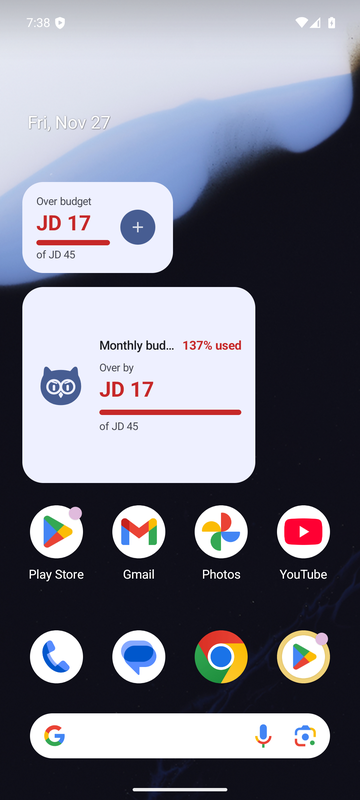 7:38
Fri, Nov 27
Over budget
JD 17
+
of JD 45
Monthly bud... 137% used
Over by
JD 17
of JD 45
Play Store
Gmail
Photos
YouTube